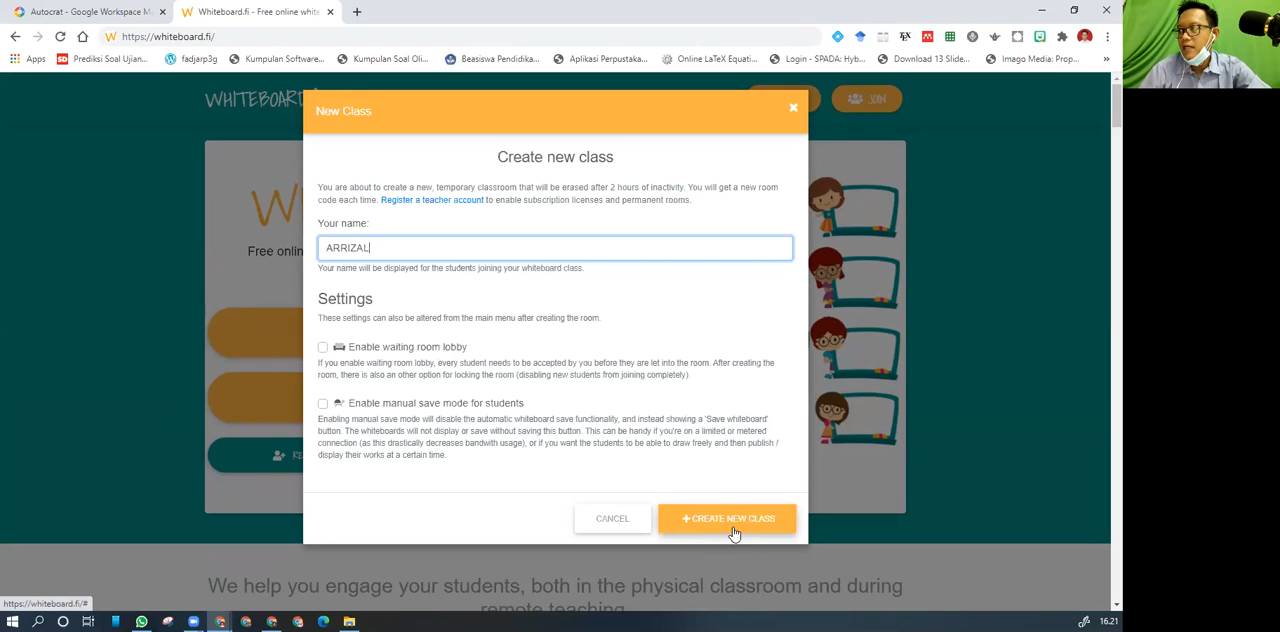 Autocrat - Google Workspace M
Whiteboard.fi - Free online white
https://whiteboard.fi/
Apps
Prediksi Soal Ujian...
fadjarp3g
Kumpulan Software...
Kumpulan Soal Oli...
Beasiswa Pendidika...
Aplikasi Perpustaka...
Online LaTeX Equati...
Login - SPADA: Hyb...
Download 13 Slide...
Imago Media: Prop...
WHITEBOARD
JOIN
New Class
Create new class
You are about to create a new, temporary classroom that will be erased after 2 hours of inactivity. You will get a new room
code each time. Register a teacher account to enable subscription licenses and permanent rooms.
Your name:
ARRIZAL
Your name will be displayed for the students joining your whiteboard class.
Free onlin
Settings
These settings can also be altered from the main menu after creating the room.
Enable waiting room lobby
If you enable waiting room lobby, every student needs to be accepted by you before they are let into the room. After creating the
room, there is also an other option for locking the room (disabling new students from joining completely).
Enable manual save mode for students
Enabling manual save mode will disable the automatic whiteboard save functionality, and instead showing a 'Save whiteboard'
button. The whiteboards will not display or save without saving this button. This can be handy if you're on a limited or metered
connection (as this drastically decreases bandwith usage), or if you want the students to be able to draw freely and then publish /
display their works at a certain time.
CANCEL
+ CREATE NEW CLASS
We help you engage your students, both in the physical classroom and during
remote teaching
https://whiteboard.fi/#
16.21